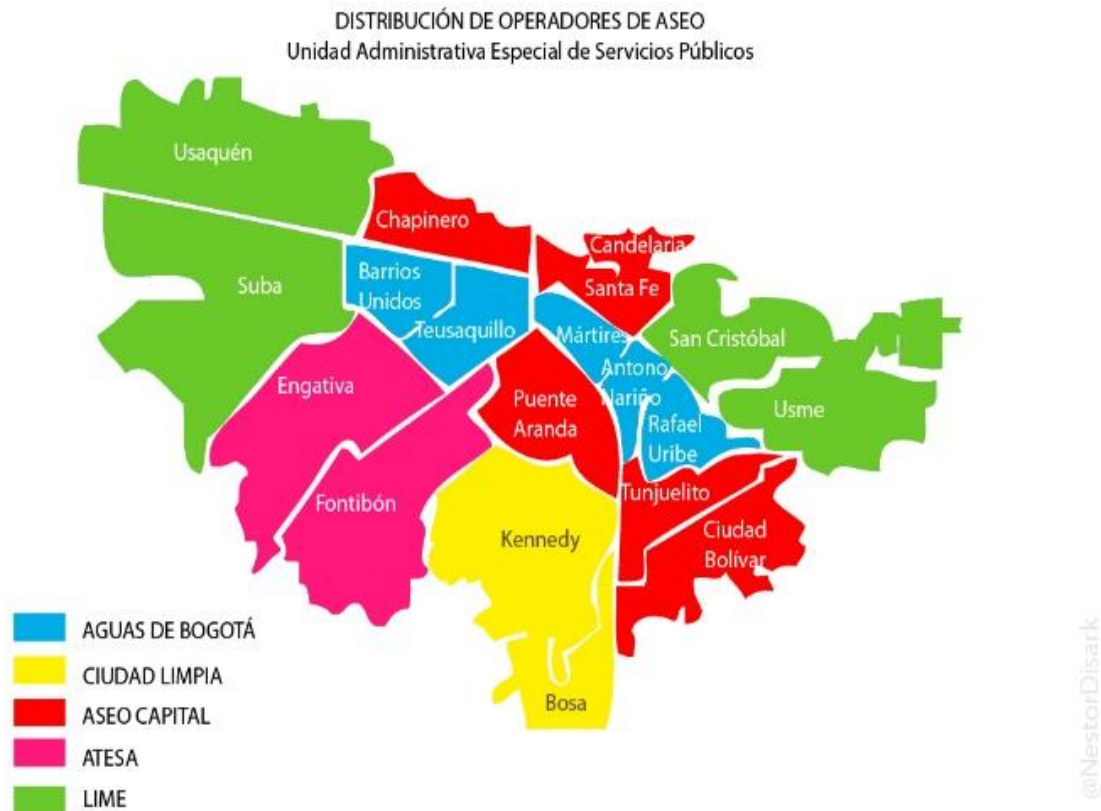 DISTRIBUCIÓN DE OPERADORES DE ASEO
Unidad Administrativa Especial de Servicios Públicos
Usaquén
Chapinero
Candelaria
Santa Fe
Suba
Barrios
Unidos
Teusaquillo
Mártires
San Cristóbal
Antono
Nariño
Engativa
Puente
Aranda
Usme
Rafael
Uribe
Fontibón
Tunjuelito
Kennedy
Ciudad
Bolívar
Bosa
AGUAS DE BOGOTÁ
CIUDAD LIMPIA
ASEO CAPITAL
ATESA
LIME
@NestorDisark